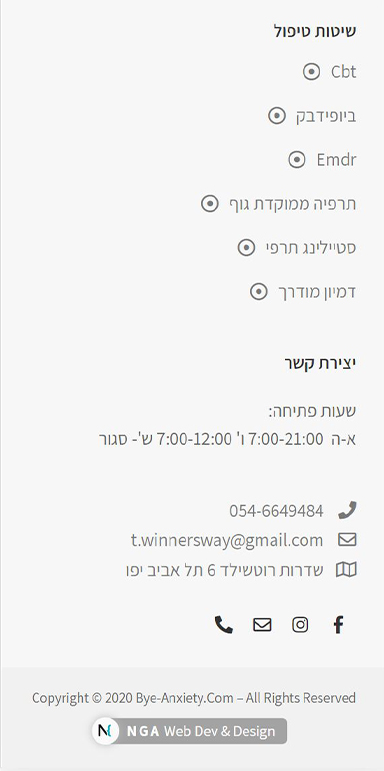 שיטות טיפול
Cbt
ביופידבק
Emdr
תרפיה ממוקדת גוף
סטיילינג תרפי
דמיון מודרך
יצירת קשר
שעות פתיחה:
א-ה 7:00-21:00 ו' 7:00-12:00 ש'- סגור
054-6649484
t.winnersway@gmail.com
שדרות רוטשילד 6 תל אביב יפו
Copyright © 2020 Bye-Anxiety.Com – All Rights Reserved
N NGA Web Dev & Design